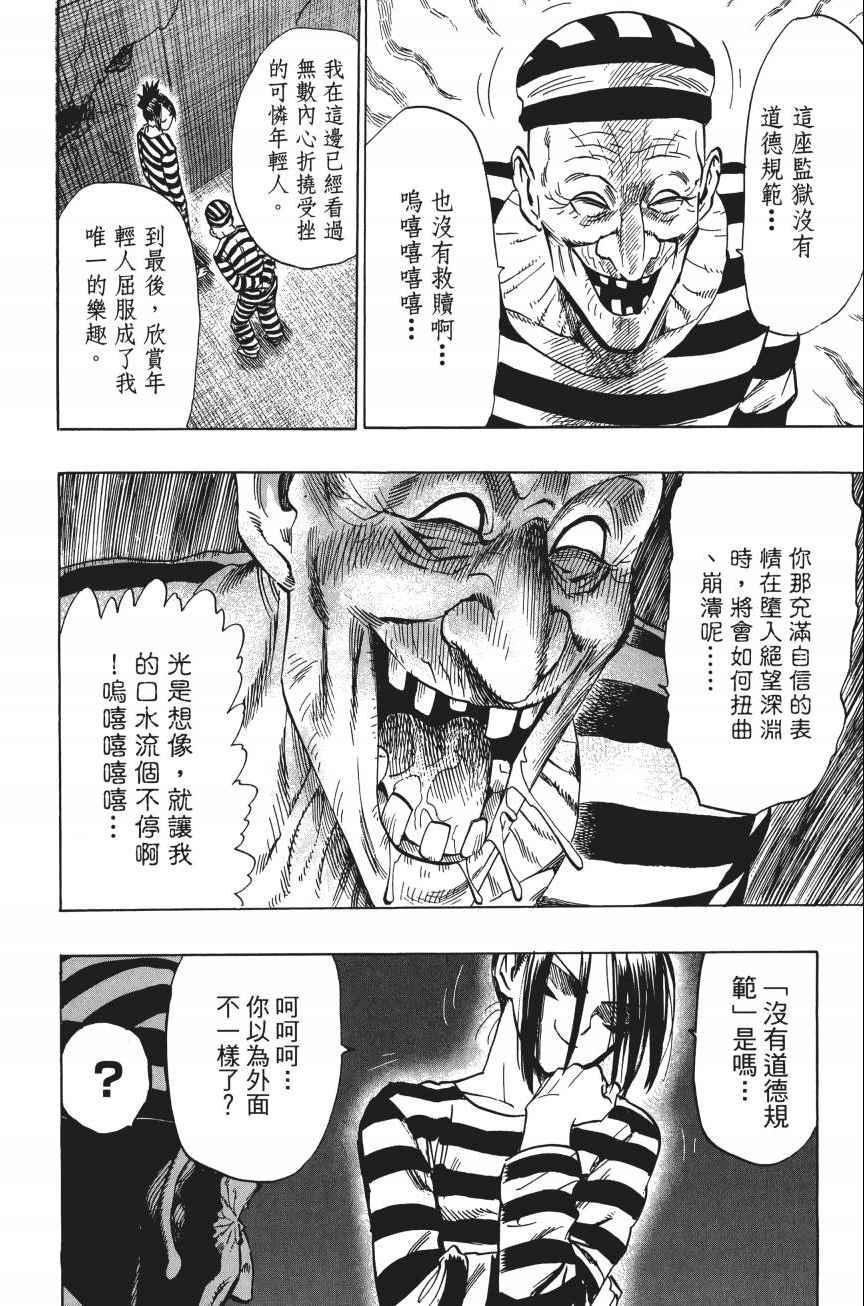 這座監獄沒有
道德規範…
也沒有救贖啊…
嗚嘻嘻嘻嘻…
我在這邊已經看過
無數內心折撓受挫
的可憐年輕人。
到最後，欣賞年
輕人屈服成了我
唯一的樂趣。
你那充滿自信的表
情在墮入絕望深淵
時，將會如何扭曲
、崩潰呢……
光是想像，就讓我
的口水流個不停啊
！嗚嘻嘻嘻嘻…
「沒有道德規
範」是嗎…
呵呵呵…
你以為外面
不一樣了?
?